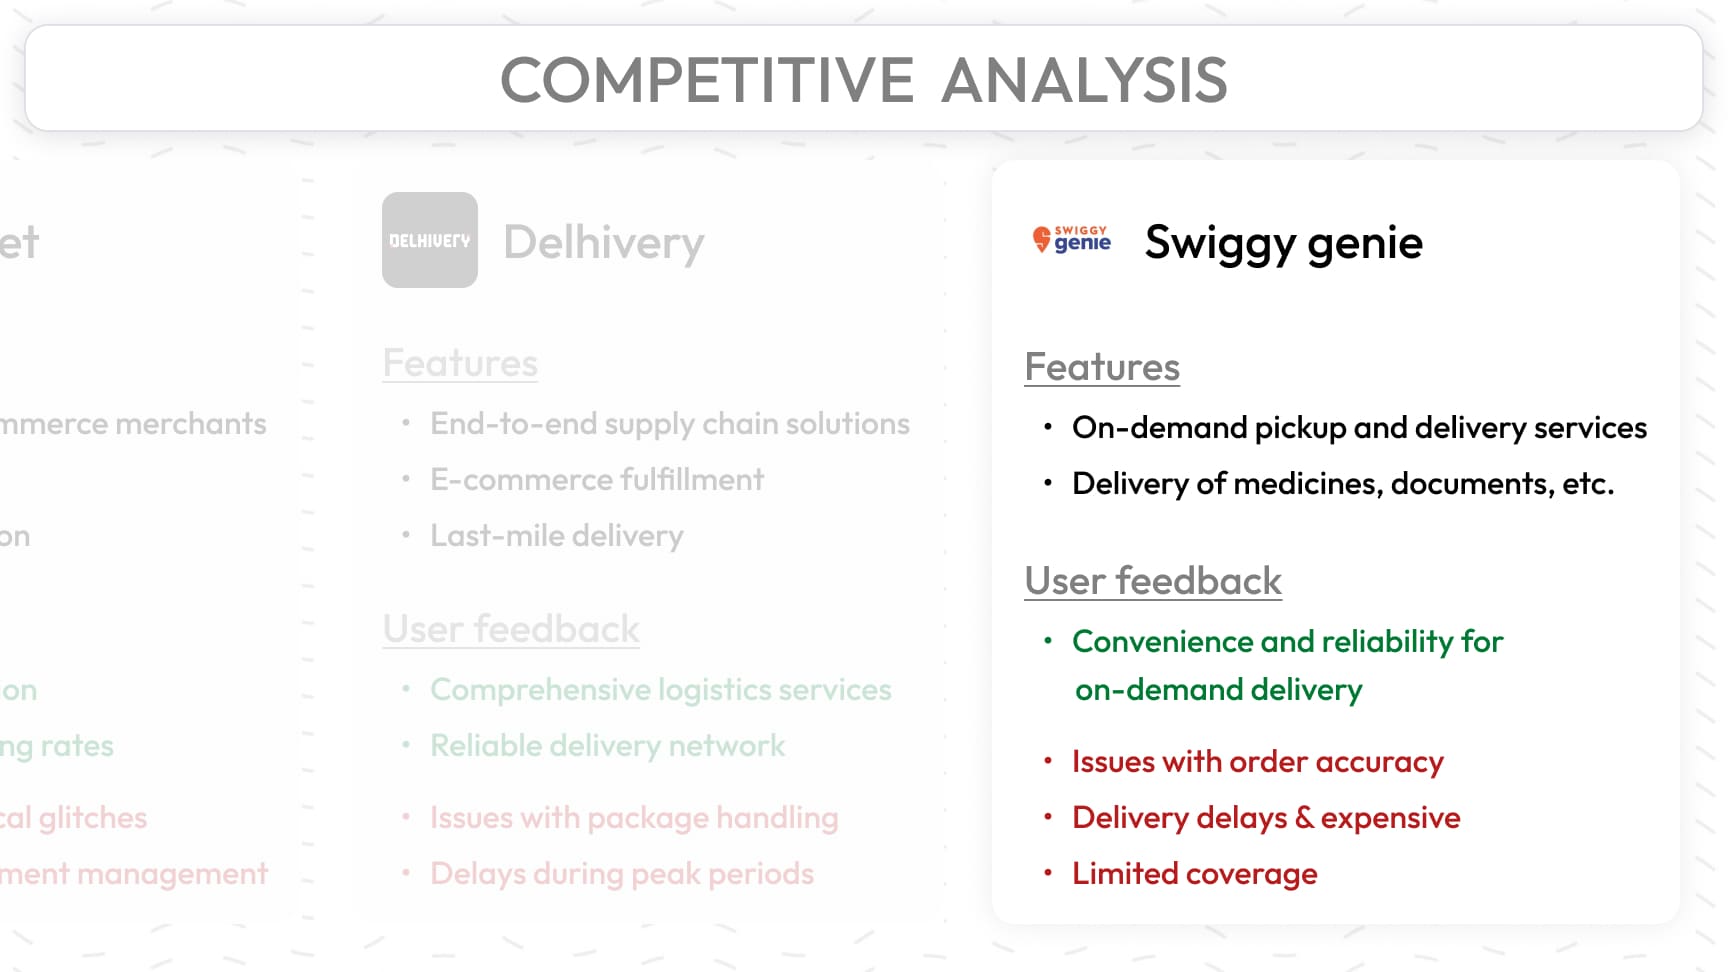 COMPETITIVE ANALYSIS
et
mmerce merchants
on
on
ng rates
cal glitches
ment management
DELHIVERY
Delhivery
Features
• End-to-end supply chain solutions
• E-commerce fulfillment
• Last-mile delivery
User feedback
• Comprehensive logistics services
• Reliable delivery network
• Issues with package handling
• Delays during peak periods
SWIGGY
genie
Swiggy genie
Features
• On-demand pickup and delivery services
• Delivery of medicines, documents, etc.
User feedback
• Convenience and reliability for
on-demand delivery
• Issues with order accuracy
• Delivery delays & expensive
• Limited coverage